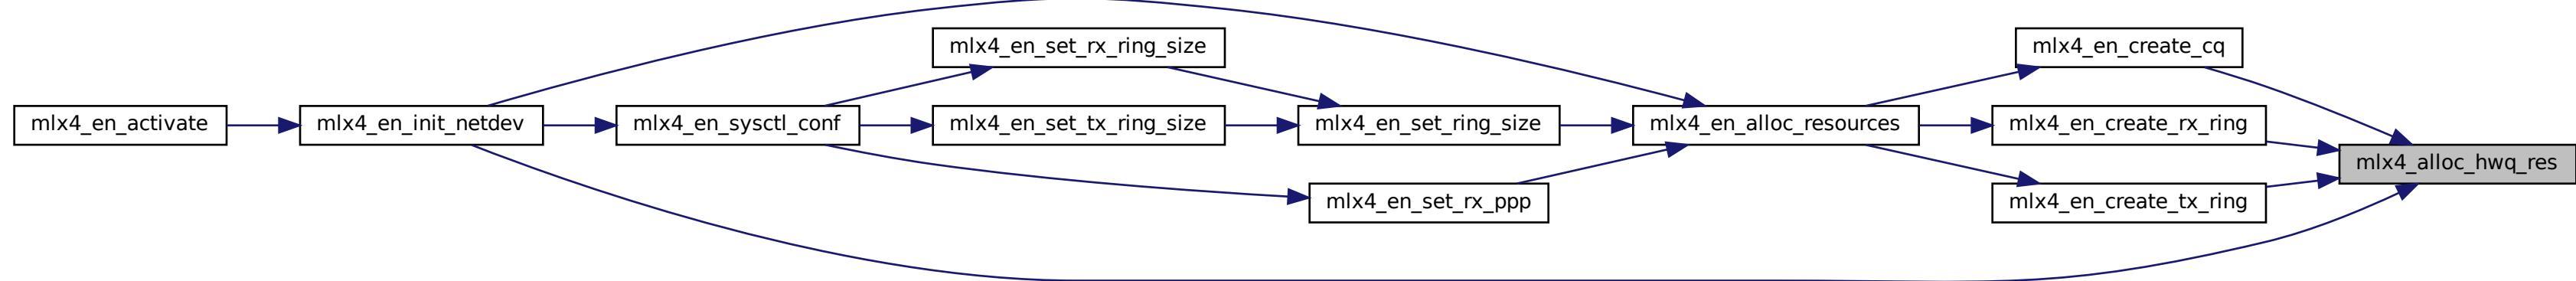 mlx4_en_activate
mlx4_en_init_netdev
mlx4_en_sysctl_conf
mlx4_en_set_rx_ring_size
mlx4_en_set_tx_ring_size
mlx4_en_set_ring_size
mlx4_en_set_rx_ppp
mlx4_en_alloc_resources
mlx4_en_create_cq
mlx4_en_create_rx_ring
mlx4_en_create_tx_ring
mlx4_alloc_hwq_res